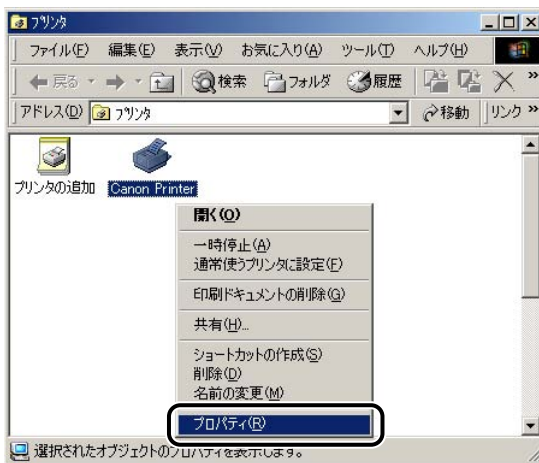 プリンタ
ファイル(F) 編集(E) 表示(V) お気に入り(A) ツール(T) ヘルプ(H)
戻る 検索 フォルダ 履歴 »
アドレス(D) プリンタ 移動 リンク »
プリンタの追加 Canon Printer
開く(O)
一時停止(A)
通常使うプリンタに設定(F)
印刷ドキュメントの削除(G)
共有(H)...
ショートカットの作成(S)
削除(D)
名前の変更(M)
プロパティ(R)
選択されたオブジェクトのプロパティを表示します。